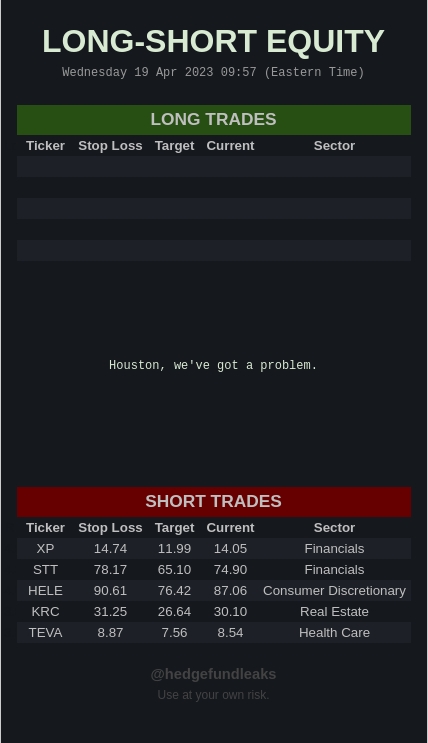 LONG-SHORT EQUITY
Wednesday 19 Apr 2023 09:57 (Eastern Time)
LONG TRADES
Ticker Stop Loss Target Current Sector
Houston, we've got a problem.
SHORT TRADES
Ticker Stop Loss Target Current Sector
XP 14.74 11.99 14.05 Financials
STT 78.17 65.10 74.90 Financials
HELE 90.61 76.42 87.06 Consumer Discretionary
KRC 31.25 26.64 30.10 Real Estate
TEVA 8.87 7.56 8.54 Health Care
@hedgefundleaks
Use at your own risk.